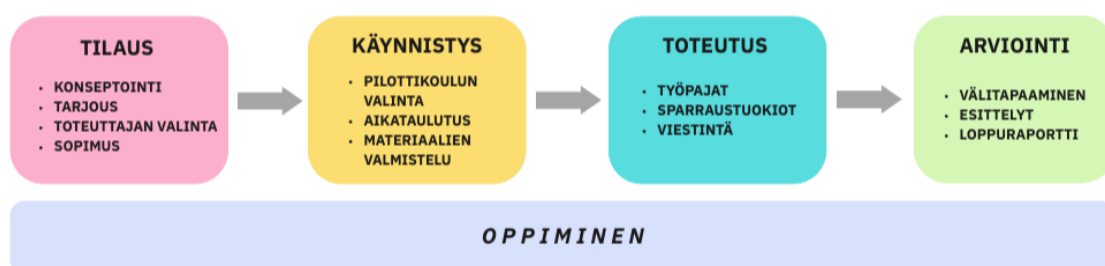 TILAUS
• KONSEPTOINTI
• TARJOUS
• TOTEUTTAJAN VALINTA
• SOPIMUS
KÄYNNISTYS
• PILOTTIKOULUN
VALINTA
• AIKATAULUTUS
• MATERIAALIEN
VALMISTELU
TOTEUTUS
• TYÖPAJAT
• SPARRAUSTUOKIOT
• VIESTINTÄ
ARVIOINTI
• VÄLITAPAAMINEN
• ESITTELYT
• LOPPURAPORTTI
OPPIMINEN